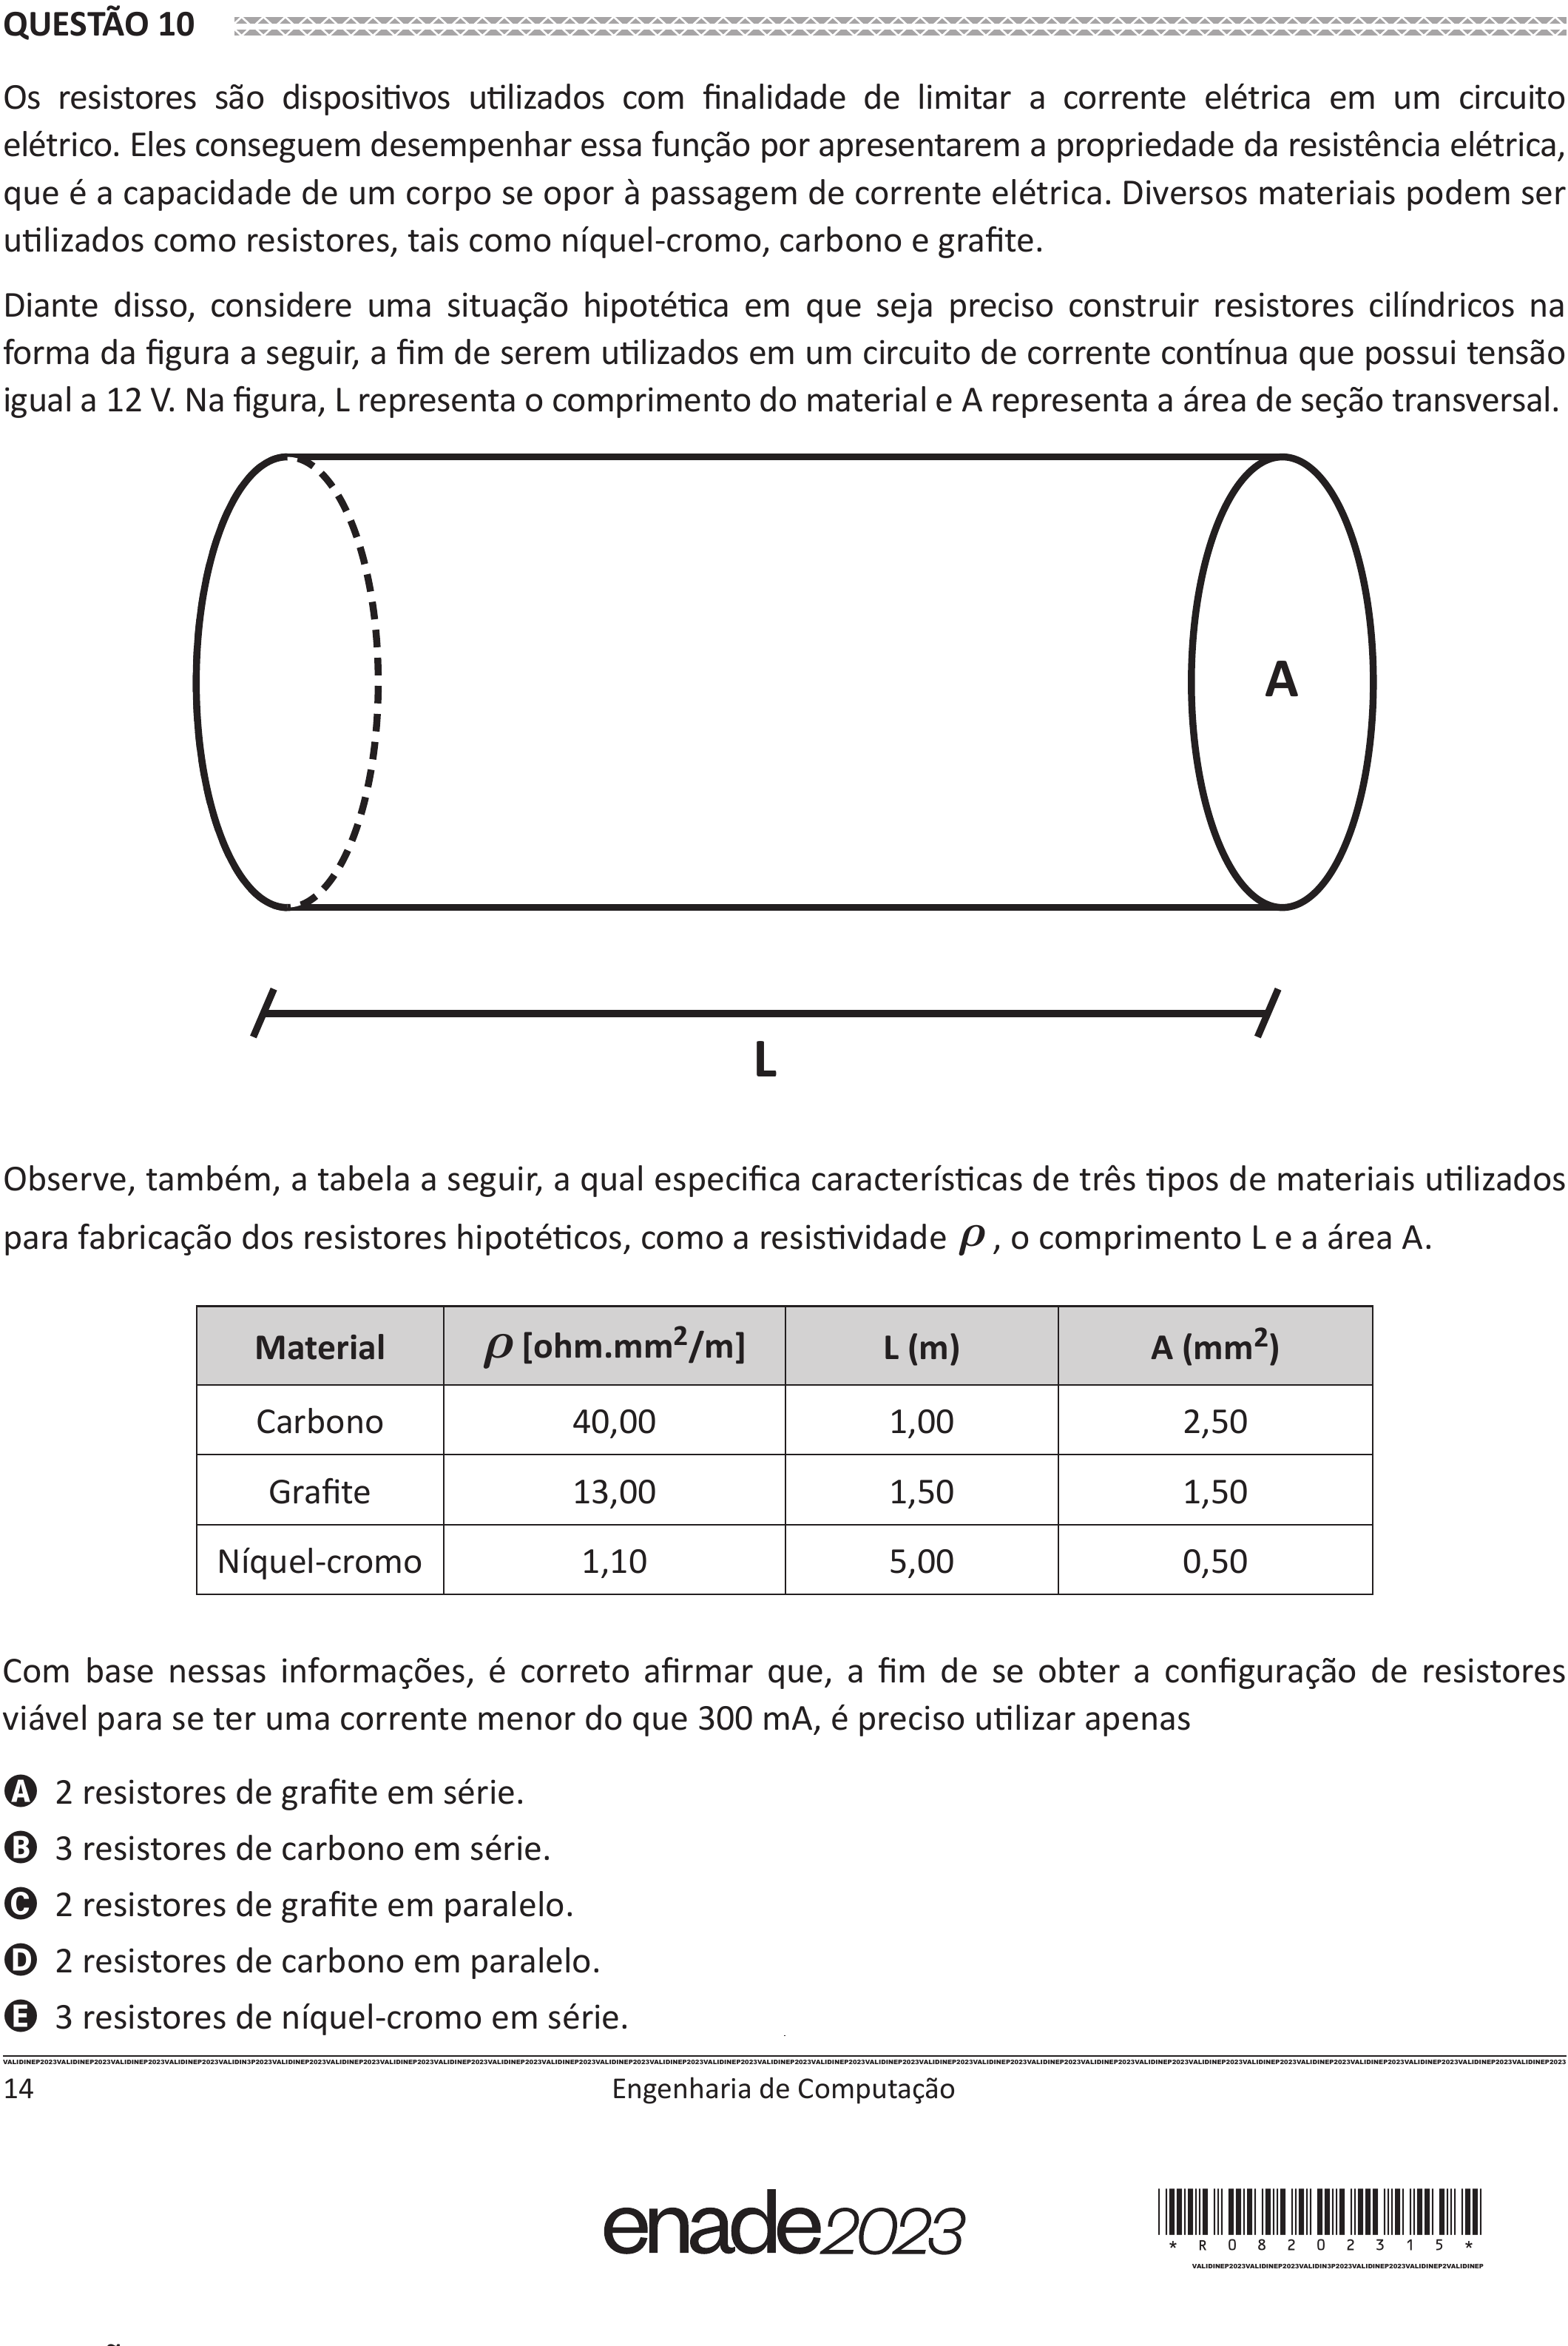 QUESTÃO 10
Os resistores são dispositivos utilizados com finalidade de limitar a corrente elétrica em um circuito
elétrico. Eles conseguem desempenhar essa função por apresentarem a propriedade da resistência elétrica,
que é a capacidade de um corpo se opor à passagem de corrente elétrica. Diversos materiais podem ser
utilizados como resistores, tais como níquel-cromo, carbono e grafite.
Diante disso, considere uma situação hipotética em que seja preciso construir resistores cilíndricos na
forma da figura a seguir, a fim de serem utilizados em um circuito de corrente contínua que possui tensão
igual a 12 V. Na figura, L representa o comprimento do material e A representa a área de seção transversal.
A
L
Observe, também, a tabela a seguir, a qual especifica características de três tipos de materiais utilizados
para fabricação dos resistores hipotéticos, como a resistividade ρ , o comprimento L e a área A.
Material ρ [ohm.mm²/m] L (m) A (mm²)
Carbono 40,00 1,00 2,50
Grafite 13,00 1,50 1,50
Níquel-cromo 1,10 5,00 0,50
Com base nessas informações, é correto afirmar que, a fim de se obter a configuração de resistores
viável para se ter uma corrente menor do que 300 mA, é preciso utilizar apenas
A 2 resistores de grafite em série.
B 3 resistores de carbono em série.
C 2 resistores de grafite em paralelo.
D 2 resistores de carbono em paralelo.
E 3 resistores de níquel-cromo em série.
14 Engenharia de Computação
enade2023
* R 0 8 2 0 2 3 1 5 *
VALIDINEP2023VALIDINEP2023VALIDIN3P2023VALIDINEP2023VALIDINEP2VALIDINEP